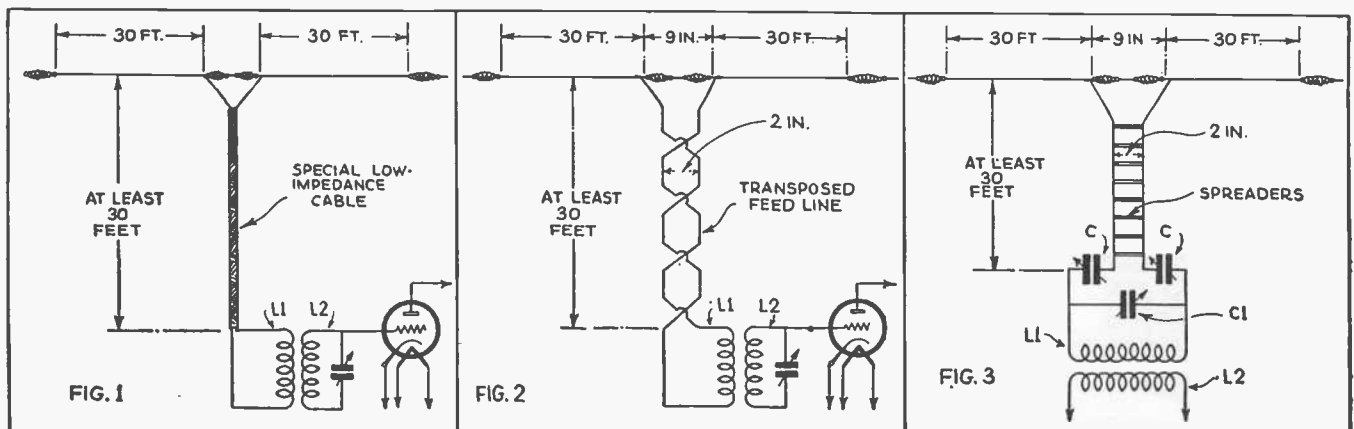 30 FT.
30 FT.
AT LEAST
30
FEET
SPECIAL LOW-
IMPEDANCE
CABLE
L1
L2
FIG. 1
30 FT.
9 IN.
30 FT.
2 IN.
AT LEAST
30
FEET
TRANSPOSED
FEED LINE
L1
L2
FIG. 2
30 FT
9 IN
30 FT.
2 IN.
AT LEAST
30
FEET
SPREADERS
C
C
C1
L1
L2
FIG. 3